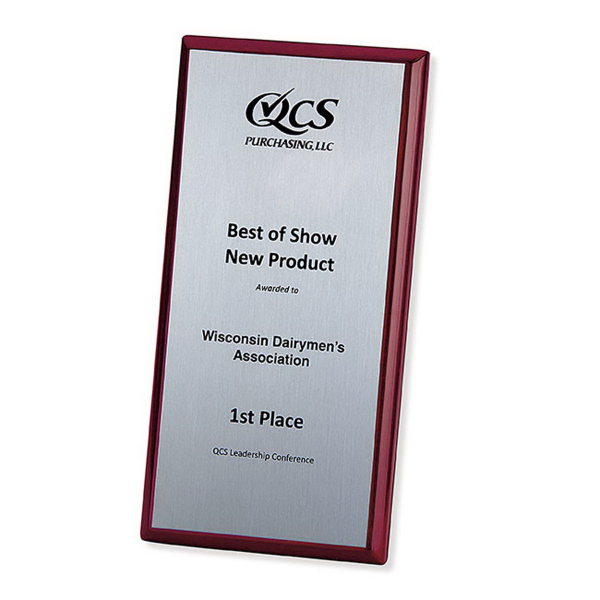 QCS
PURCHASING, LLC
Best of Show
New Product
Awarded to
Wisconsin Dairymen's
Association
1st Place
QCS Leadership Conference